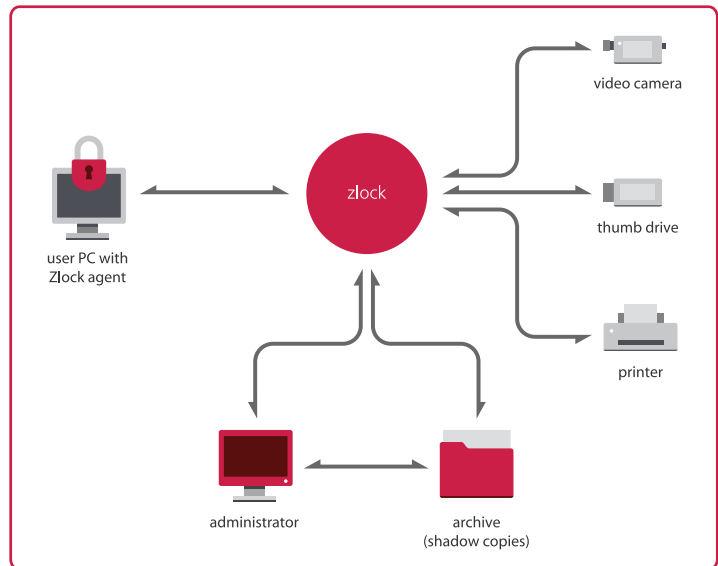 video camera
zlock
thumb drive
user PC with
Zlock agent
printer
administrator
archive
(shadow copies)